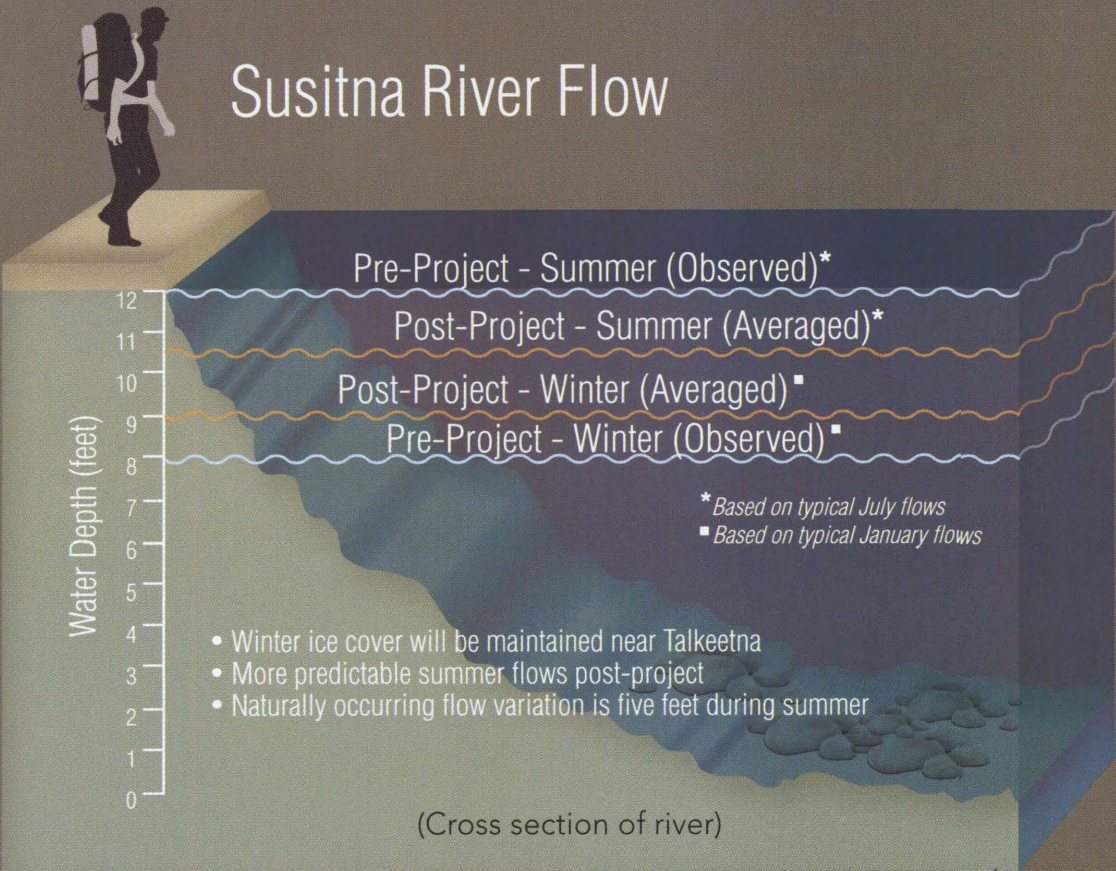 Susitna River Flow
Pre-Project - Summer (Observed)*
12
Post-Project - Summer (Averaged)*
11
10
Post-Project - Winter (Averaged)▪
9
Pre-Project - Winter (Observed)▪
8
Water Depth (feet)
7
* Based on typical July flows
▪ Based on typical January flows
6
5
4
• Winter ice cover will be maintained near Talkeetna
3
• More predictable summer flows post-project
2
• Naturally occurring flow variation is five feet during summer
1
0
(Cross section of river)